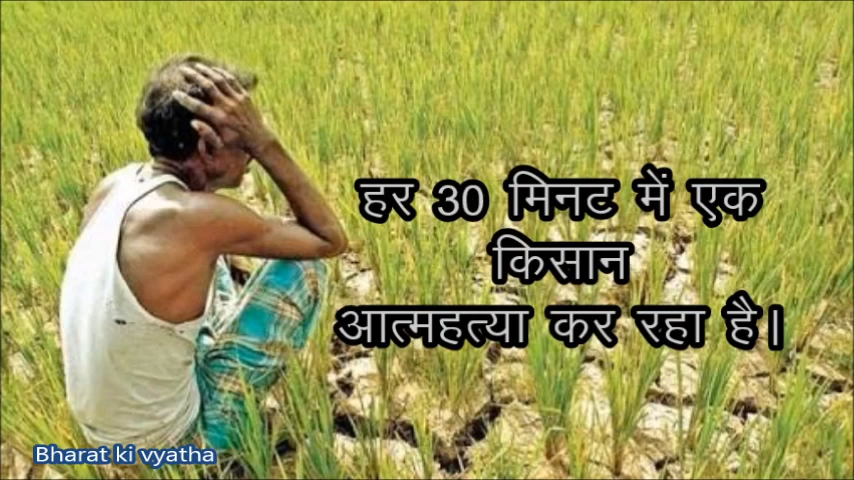 हर 30 मिनट में एक
किसान
आत्महत्या कर रहा है।
Bharat ki vyatha